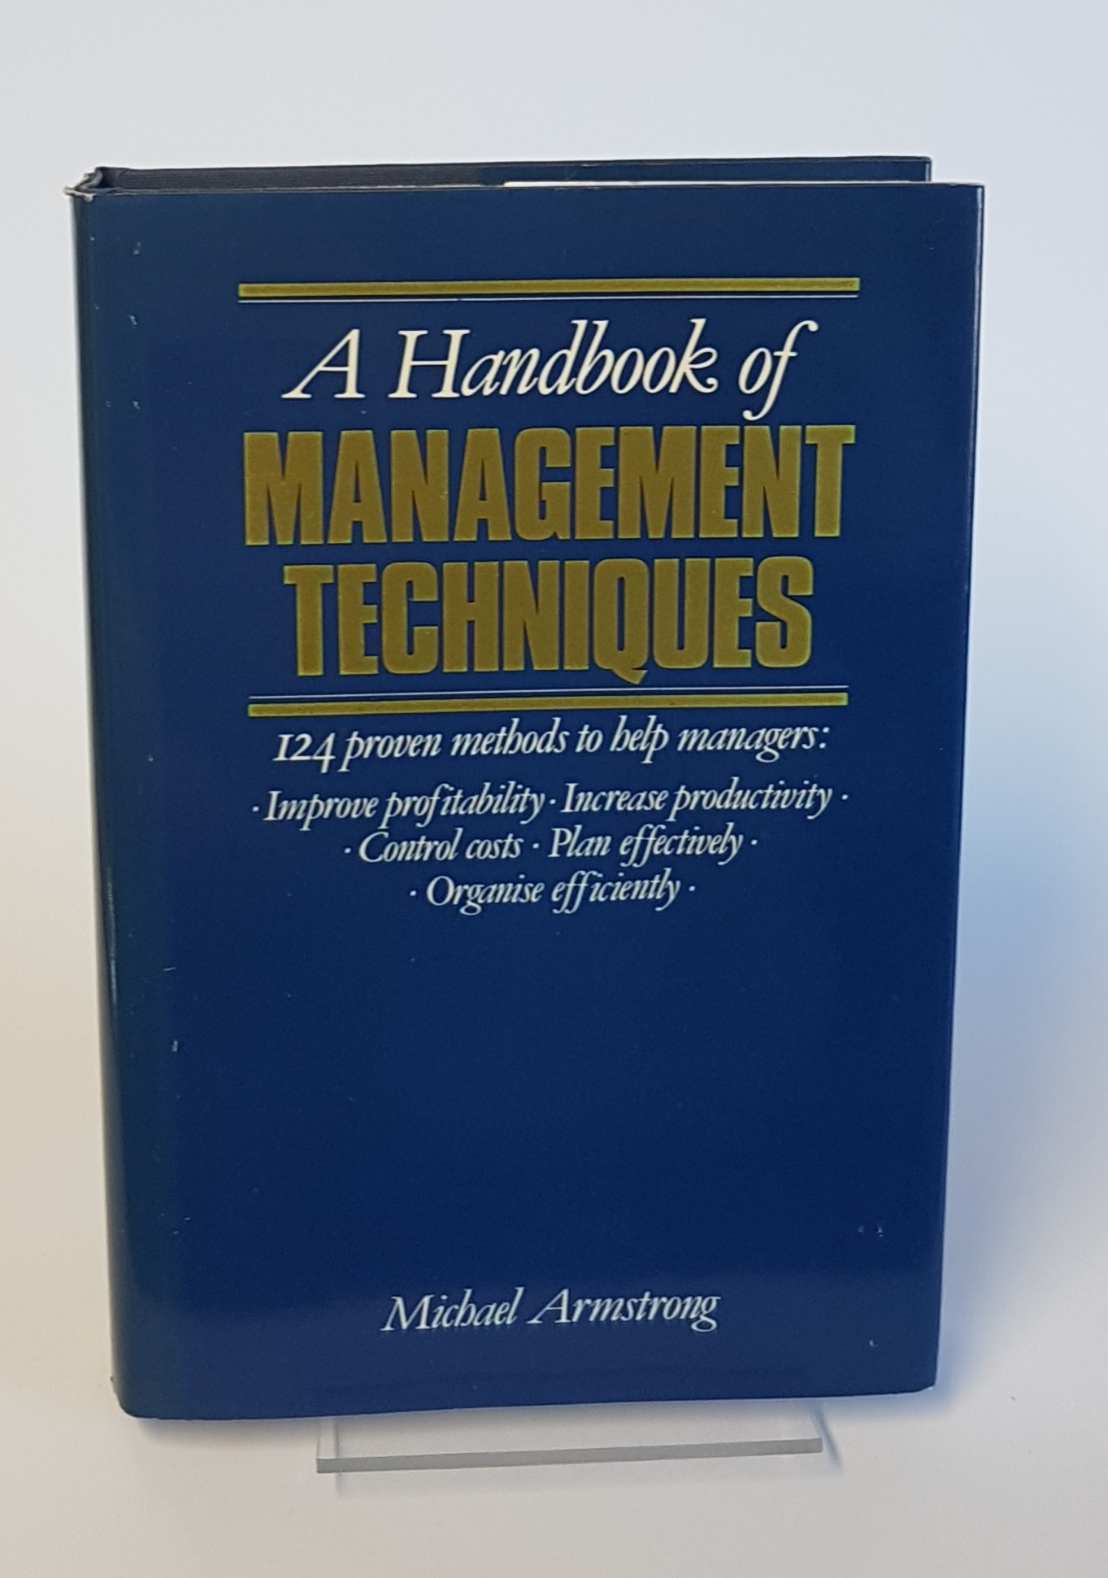 A Handbook of
MANAGEMENT
TECHNIQUES
124 proven methods to help managers:
· Improve profitability · Increase productivity ·
· Control costs · Plan effectively ·
· Organise efficiently ·
Michael Armstrong